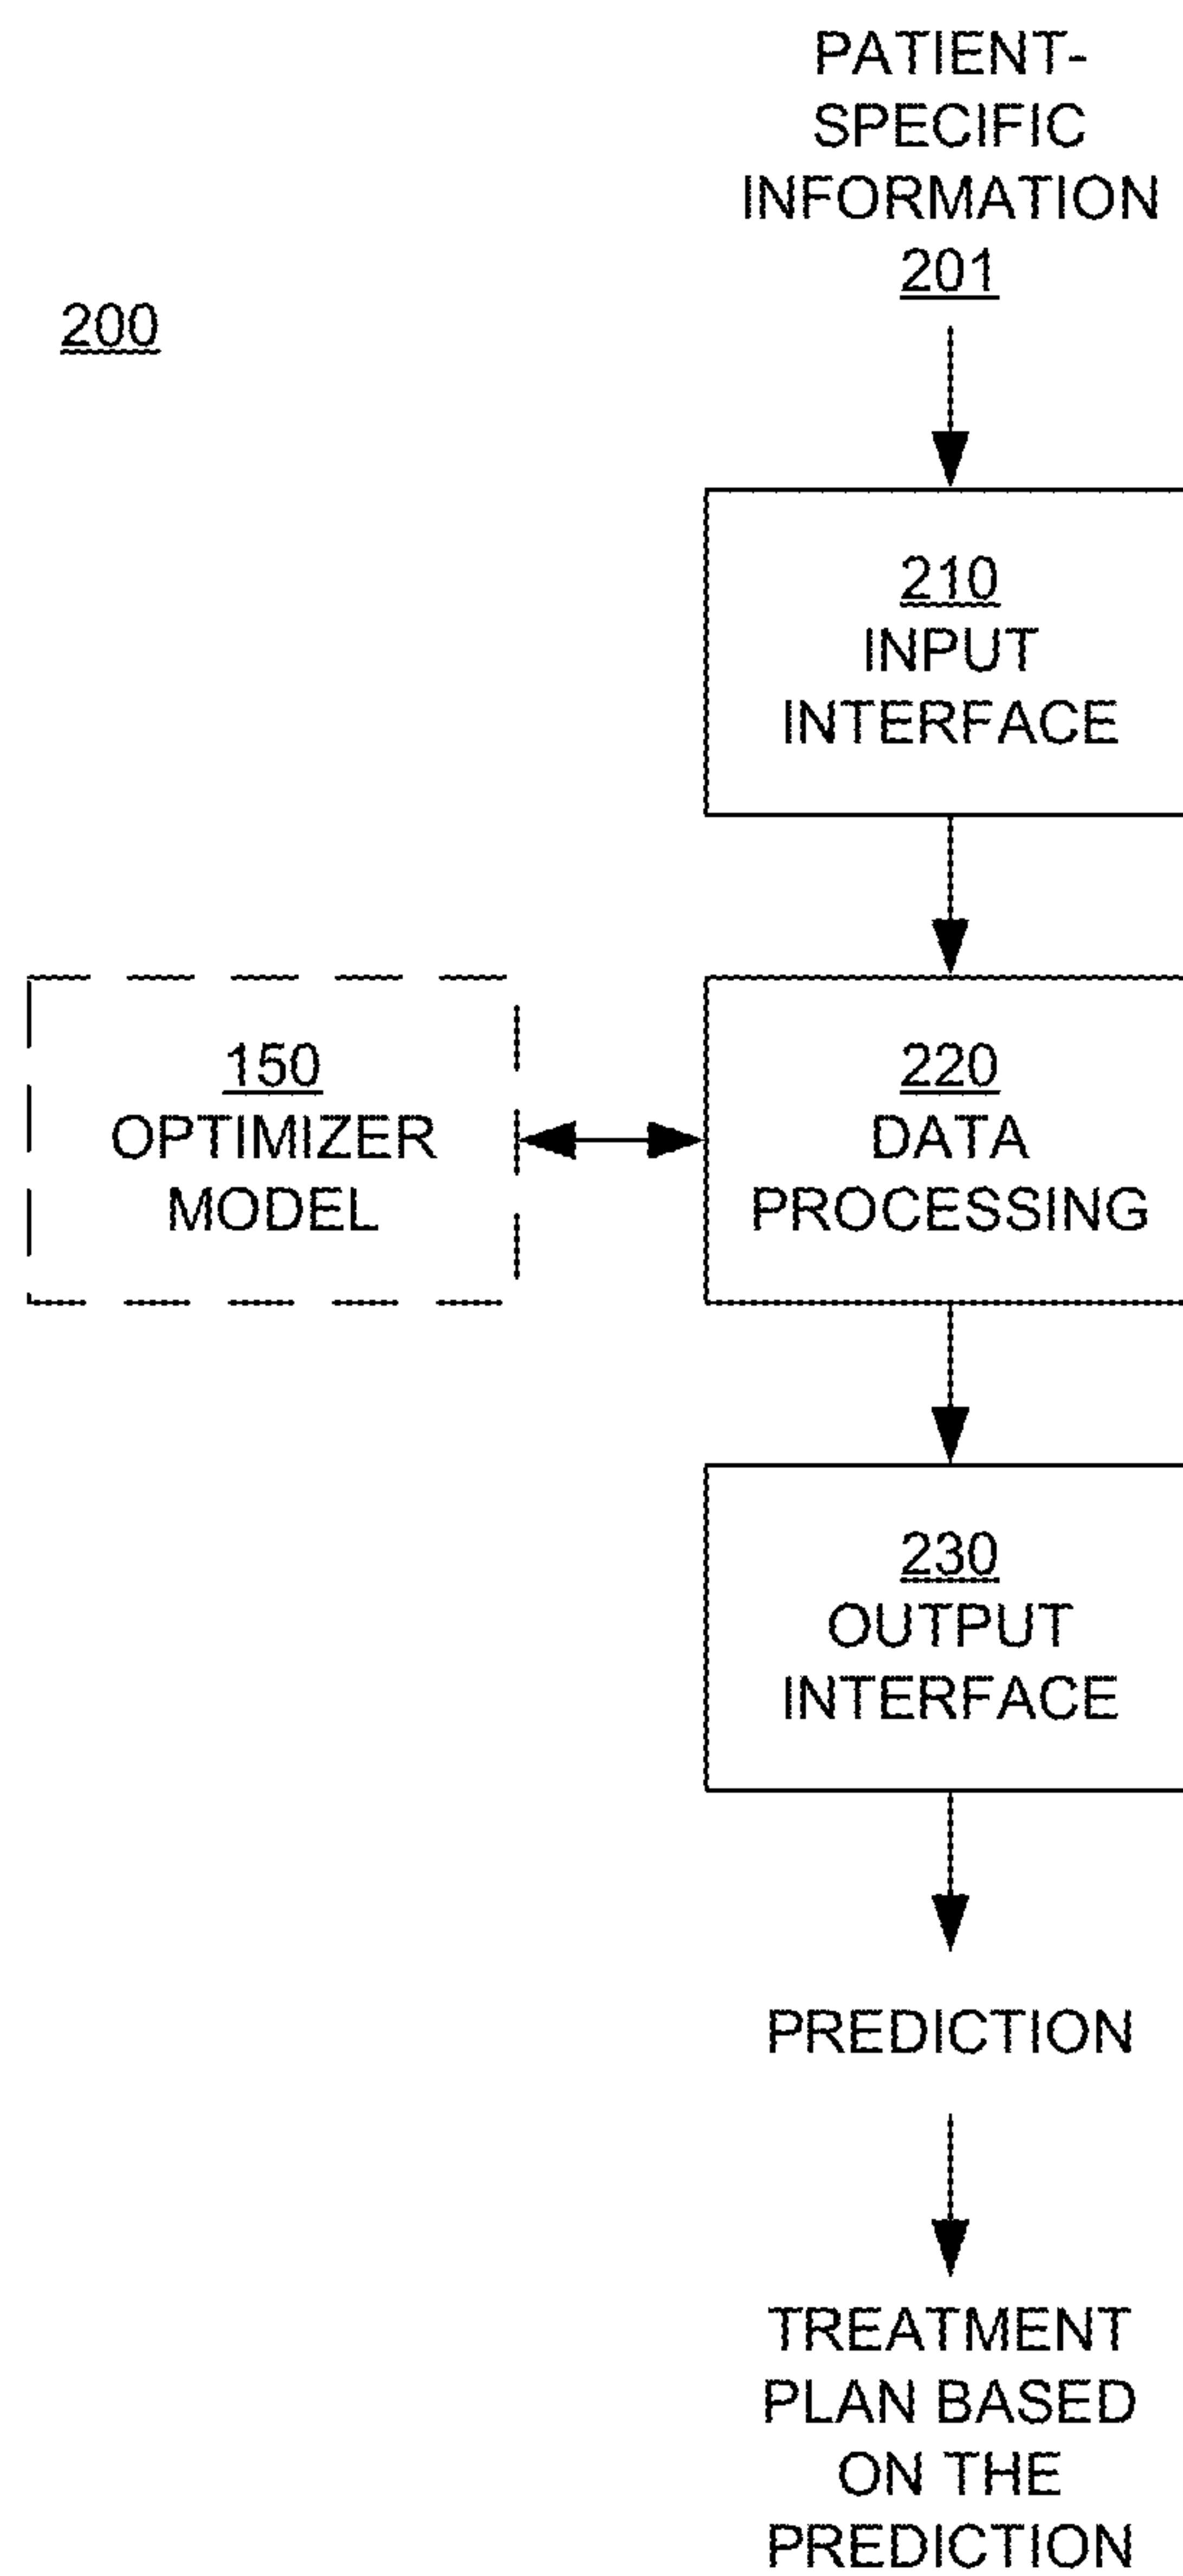 PATIENT-
SPECIFIC
INFORMATION
201
200
210
INPUT
INTERFACE
150
OPTIMIZER
MODEL
220
DATA
PROCESSING
230
OUTPUT
INTERFACE
PREDICTION
TREATMENT
PLAN BASED
ON THE
PREDICTION